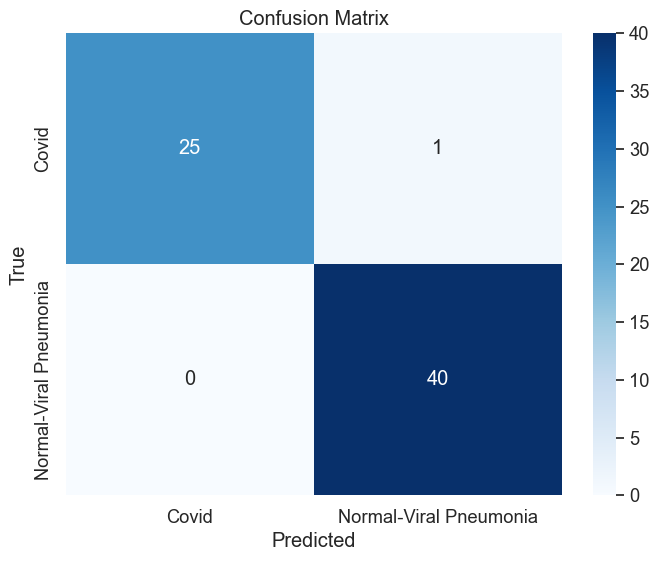 Confusion Matrix
True
Covid
25
1
Normal-Viral Pneumonia
0
40
Covid
Normal-Viral Pneumonia
Predicted
40
35
30
25
20
15
10
5
0